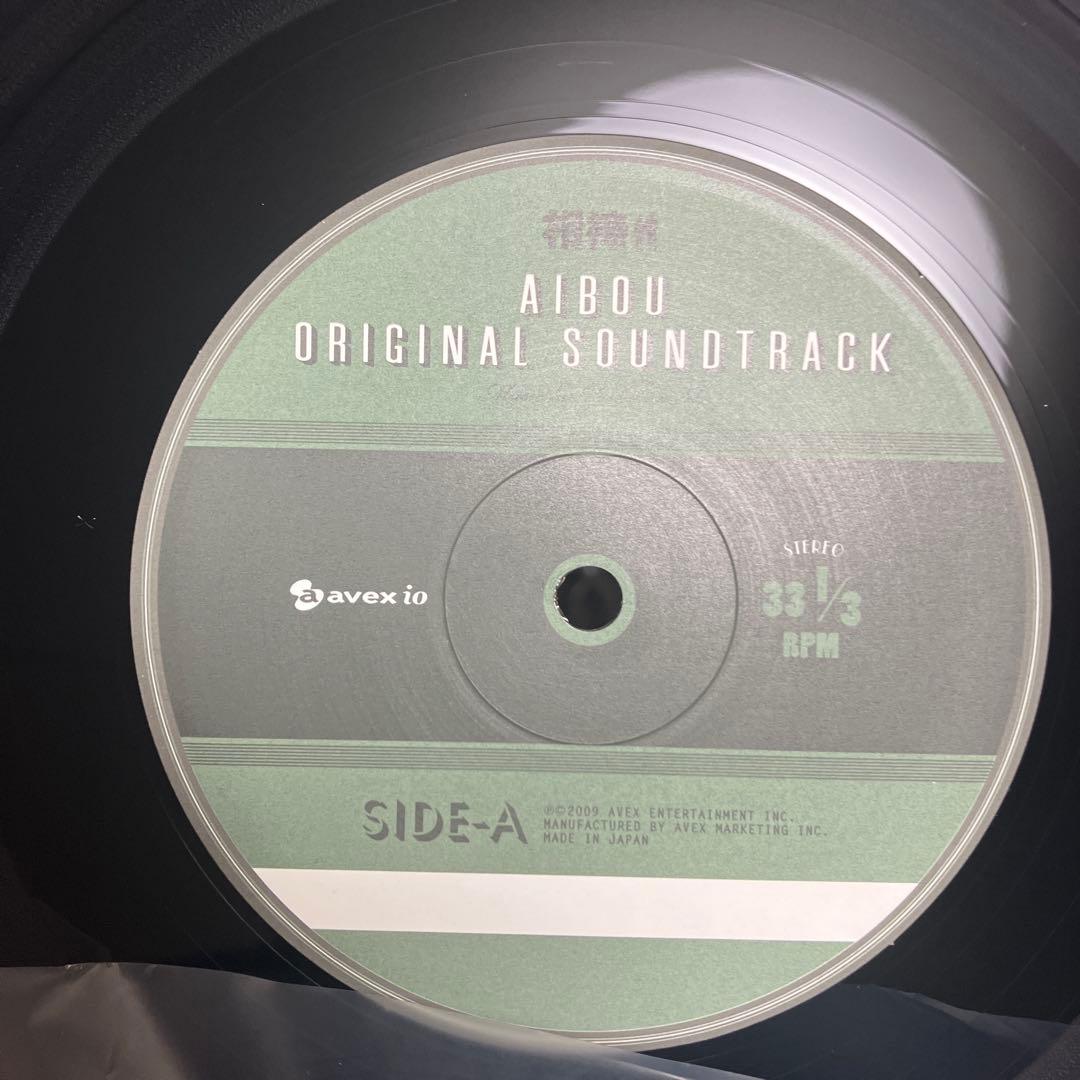 相棒
AIBOU
ORIGINAL SOUNDTRACK
avex io
STEREO
33 1/3
RPM
SIDE-A
℗©2009 AVEX ENTERTAINMENT INC.
MANUFACTURED BY AVEX MARKETING INC.
MADE IN JAPAN